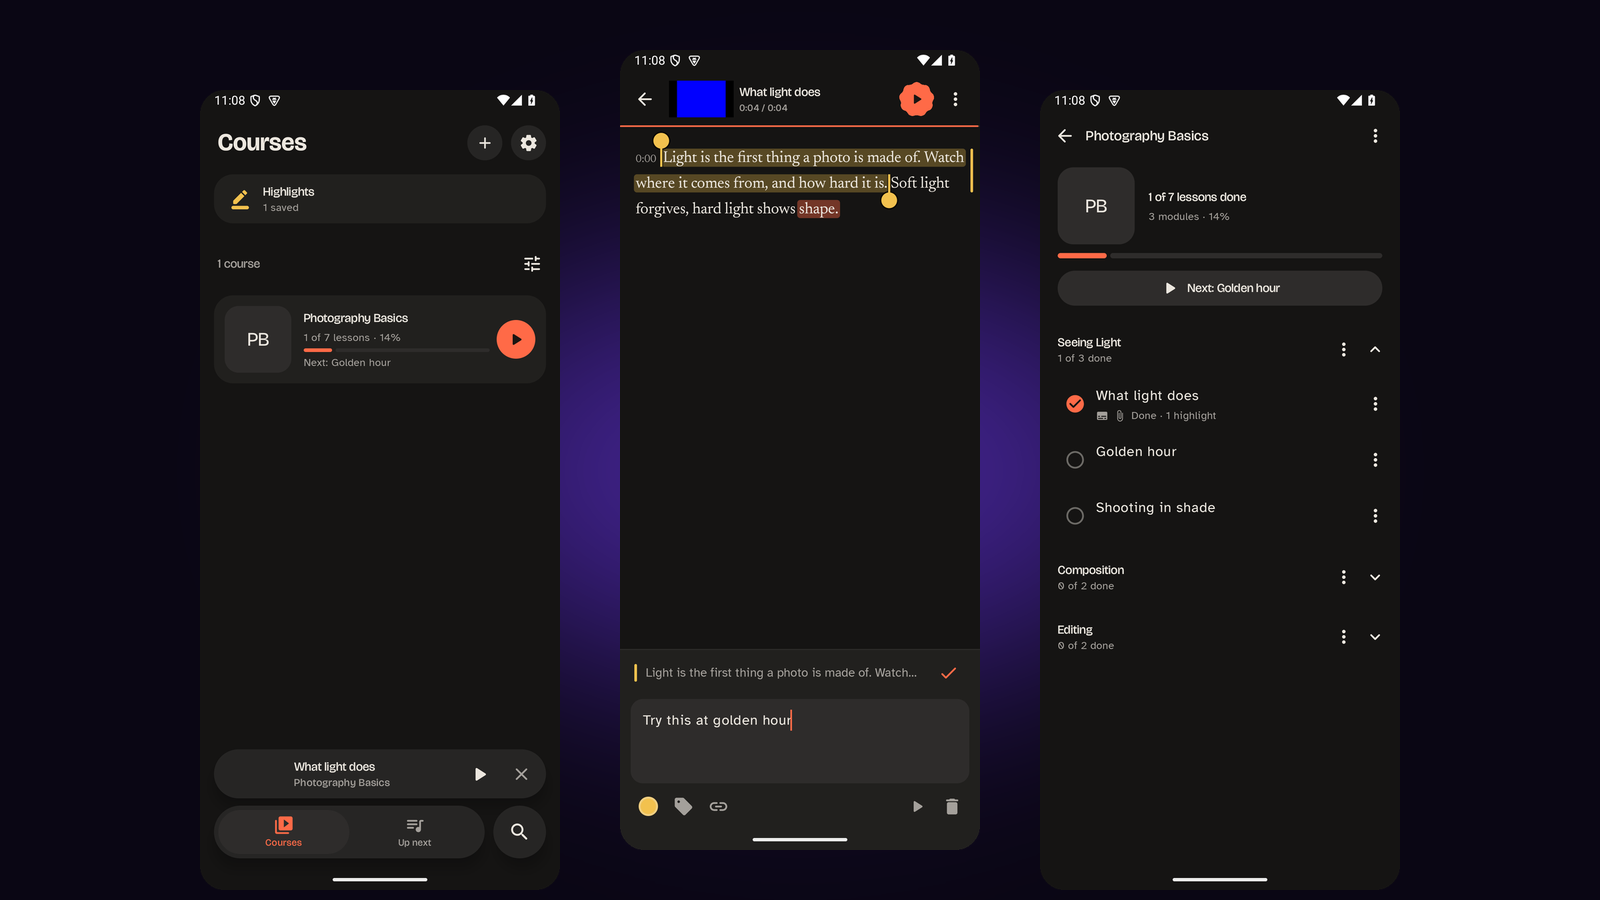 11:08
Courses
Highlights
1 saved
1 course
PB
Photography Basics
1 of 7 lessons · 14%
Next: Golden hour
What light does
Photography Basics
Courses
Up next
11:08
What light does
0:04 / 0:04
0:00 Light is the first thing a photo is made of. Watch
where it comes from, and how hard it is. Soft light
forgives, hard light shows shape.
Light is the first thing a photo is made of. Watch...
Try this at golden hour
11:08
Photography Basics
PB
1 of 7 lessons done
3 modules · 14%
Next: Golden hour
Seeing Light
1 of 3 done
What light does
Done · 1 highlight
Golden hour
Shooting in shade
Composition
0 of 2 done
Editing
0 of 2 done